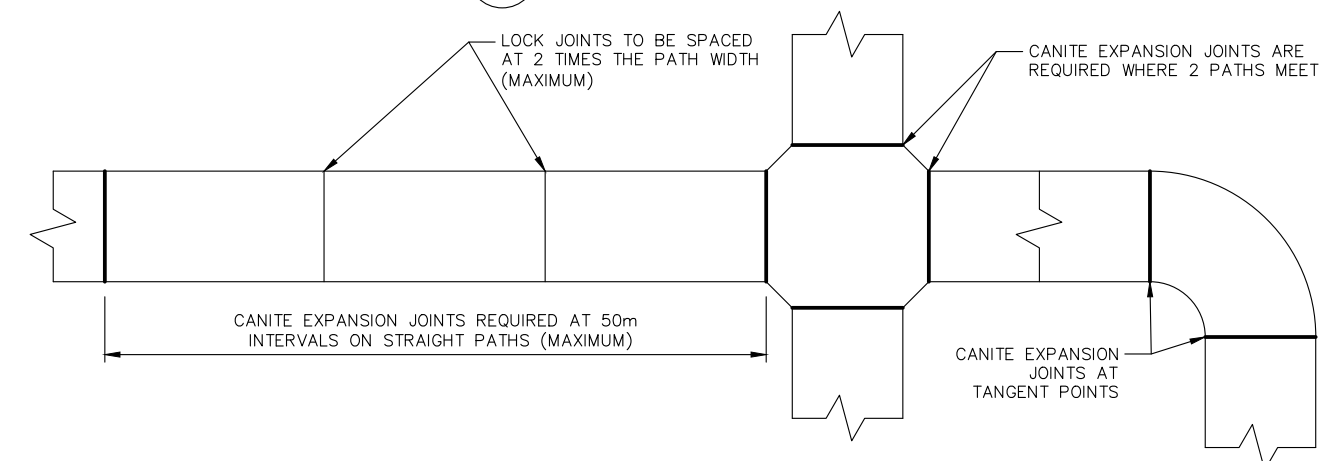 LOCK JOINTS TO BE SPACED
AT 2 TIMES THE PATH WIDTH
(MAXIMUM)
CANITE EXPANSION JOINTS ARE
REQUIRED WHERE 2 PATHS MEET
CANITE EXPANSION JOINTS REQUIRED AT 50m
INTERVALS ON STRAIGHT PATHS (MAXIMUM)
CANITE EXPANSION
JOINTS AT
TANGENT POINTS